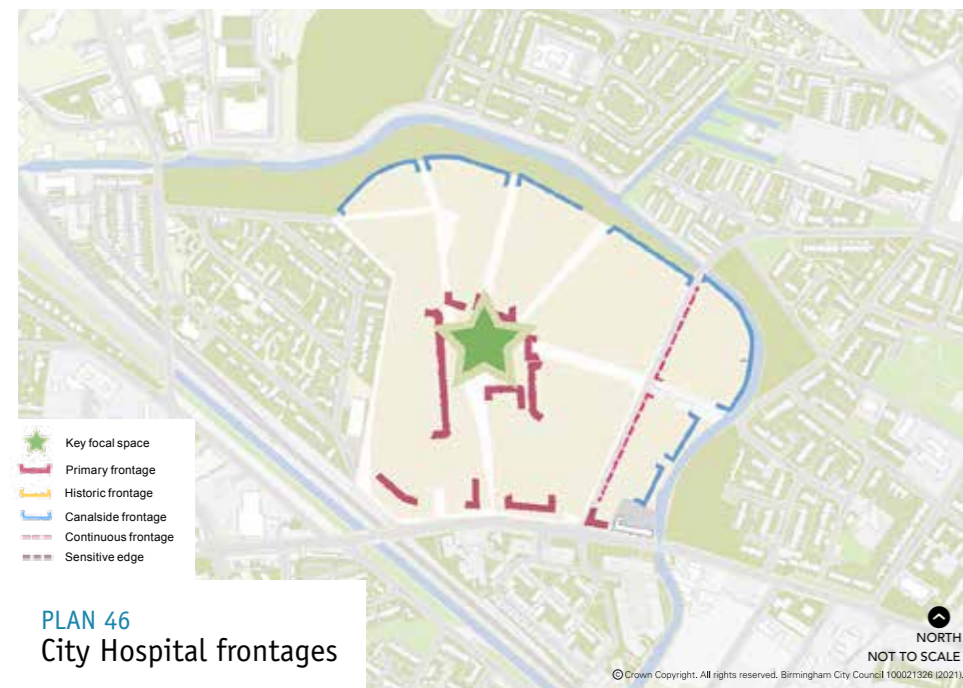 Key focal space
Primary frontage
Historic frontage
Canalside frontage
Continuous frontage
Sensitive edge
PLAN 46
City Hospital frontages
NORTH
NOT TO SCALE
©Crown Copyright. All rights reserved. Birmingham City Council 100021326 (2021).